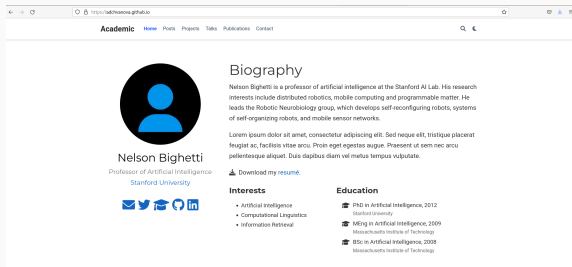 https://adchivanova.github.io
Academic Home Posts Projects Talks Publications Contact
Biography
Nelson Bighetti is a professor of artificial intelligence at the Stanford AI Lab. His research
interests include distributed robotics, mobile computing and programmable matter. He
leads the Robotic Neurobiology group, which develops self-reconfiguring robots, systems
of self-organizing robots, and mobile sensor networks.
Lorem ipsum dolor sit amet, consectetur adipiscing elit. Sed neque elit, tristique placerat
feugiat ac, facilisis vitae arcu. Proin eget egestas augue. Praesent ut sem nec arcu
pellentesque aliquet. Duis dapibus diam vel metus tempus vulputate.
Download my resumé.
Nelson Bighetti
Professor of Artificial Intelligence
Stanford University
in
Interests
Artificial Intelligence
Computational Linguistics
Information Retrieval
Education
PhD in Artificial Intelligence, 2012
Stanford University
MEng in Artificial Intelligence, 2009
Massachusetts Institute of Technology
BSc in Artificial Intelligence, 2008
Massachusetts Institute of Technology